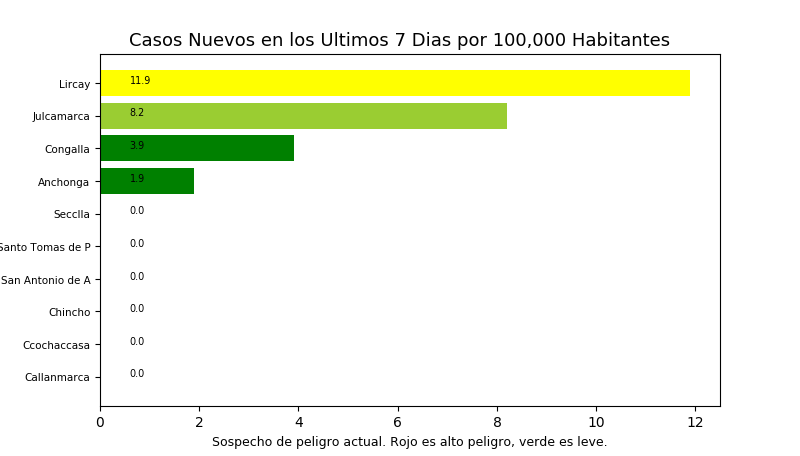 Casos Nuevos en los Ultimos 7 Dias por 100,000 Habitantes
Lircay 11.9
Julcamarca 8.2
Congalla 3.9
Anchonga 1.9
Secclla 0.0
Santo Tomas de P 0.0
San Antonio de A 0.0
Chincho 0.0
Ccochaccasa 0.0
Callanmarca 0.0
0 2 4 6 8 10 12
Sospecho de peligro actual. Rojo es alto peligro, verde es leve.